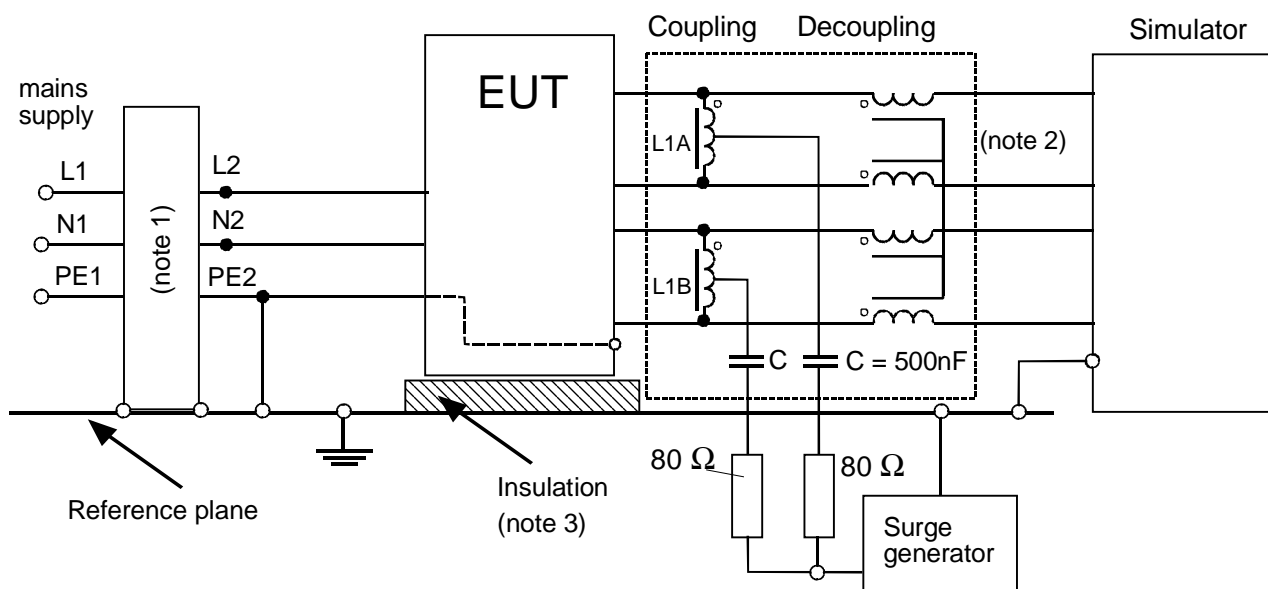 Coupling
Decoupling
Simulator
mains
supply
EUT
L1
N1
PE1
(note 1)
L2
N2
PE2
L1A
L1B
(note 2)
C
C = 500nF
80 Ω
80 Ω
Reference plane
Insulation
(note 3)
Surge
generator